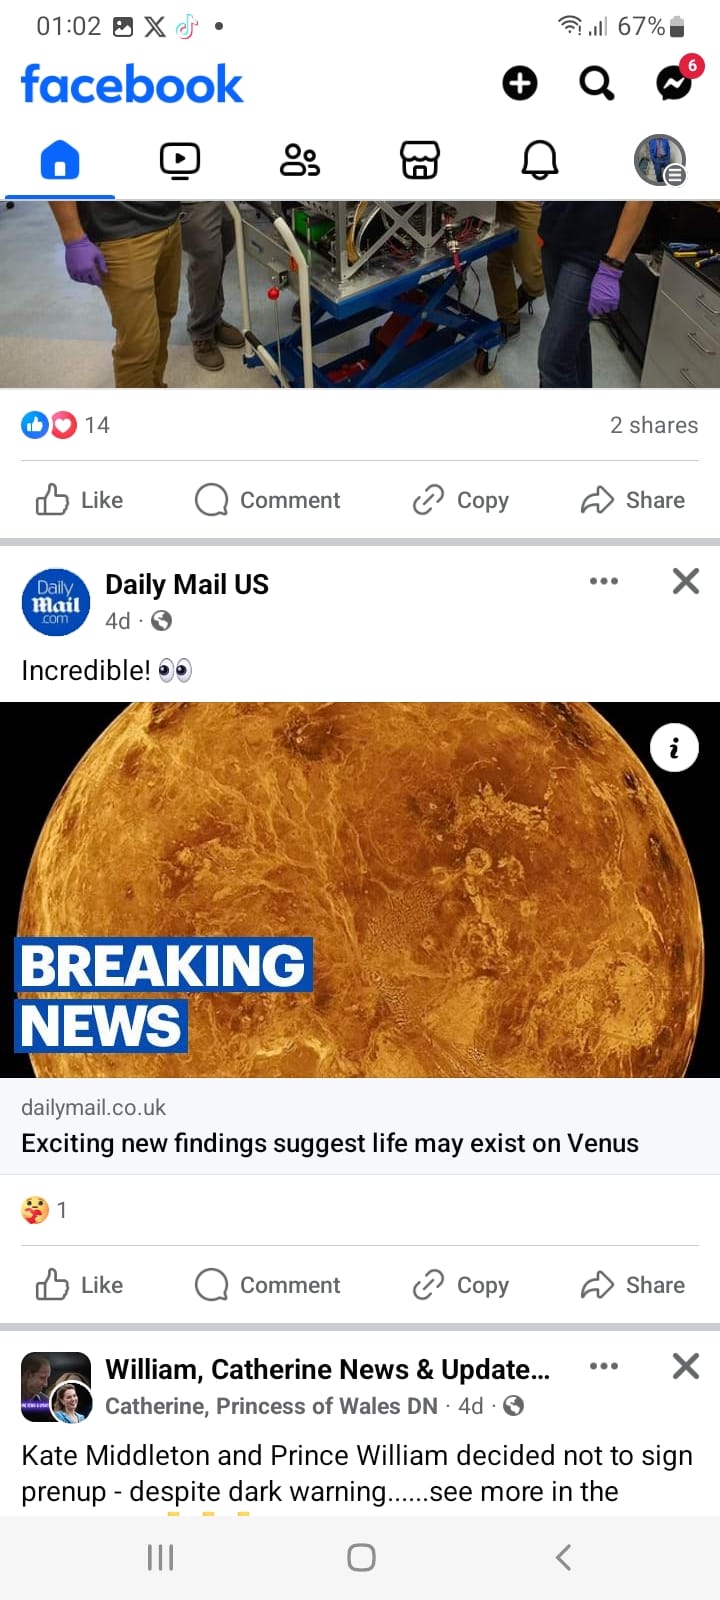 01:02
67%
facebook
6
14
2 shares
Like
Comment
Copy
Share
Daily
Mail
.com
Daily Mail US
4d ·
Incredible! 👀
BREAKING
NEWS
dailymail.co.uk
Exciting new findings suggest life may exist on Venus
1
Like
Comment
Copy
Share
William, Catherine News & Update...
Catherine, Princess of Wales DN · 4d ·
Kate Middleton and Prince William decided not to sign
prenup - despite dark warning......see more in the